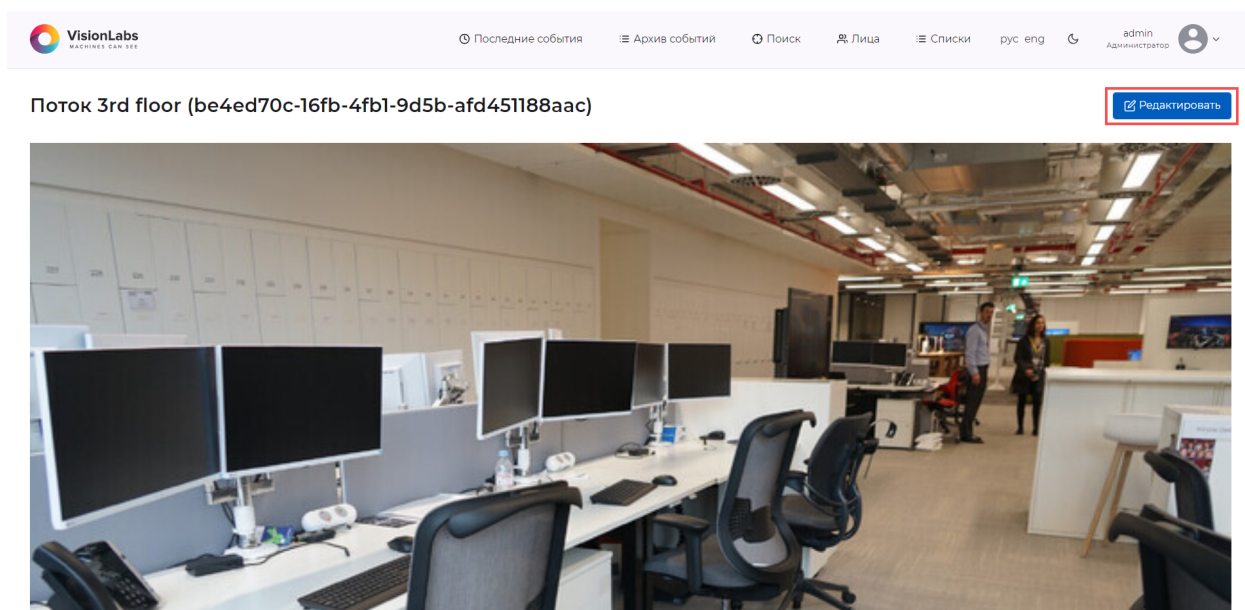 VisionLabs
MACHINES CAN SEE
Последние события
Архив событий
Поиск
Лица
Списки
рус eng
admin
Администратор
Поток 3rd floor (be4ed70c-16fb-4fb1-9d5b-afd451188aac)
Редактировать